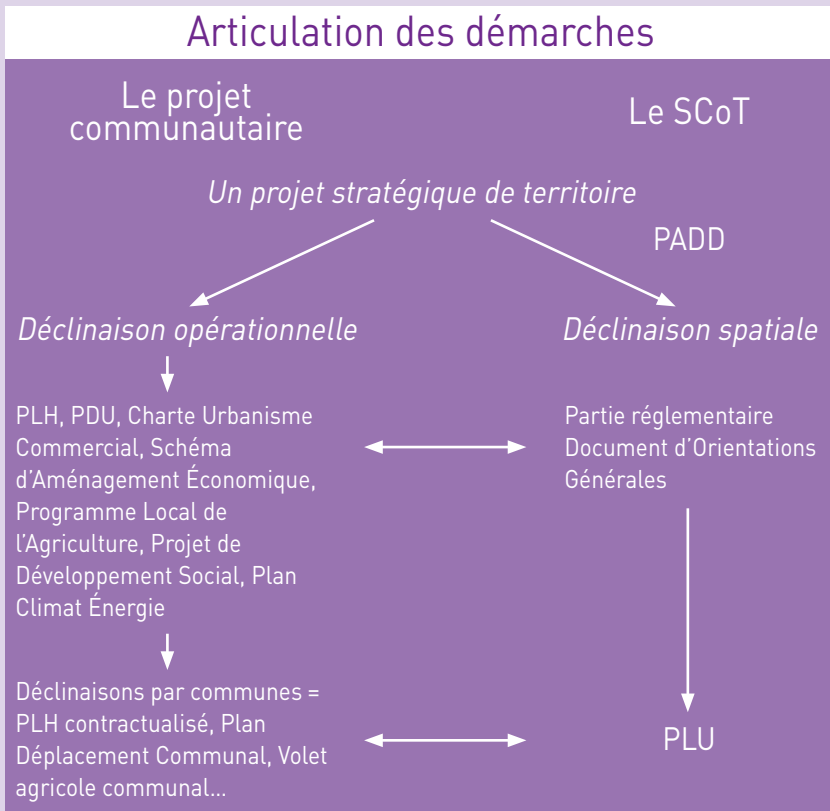 Articulation des démarches
Le projet
communautaire
Le SCoT
Un projet stratégique de territoire
PADD
Déclinaison opérationnelle
Déclinaison spatiale
PLH, PDU, Charte Urbanisme
Commercial, Schéma
d’Aménagement Économique,
Programme Local de
l’Agriculture, Projet de
Développement Social, Plan
Climat Énergie
Partie réglementaire
Document d’Orientations
Générales
Déclinaisons par communes =
PLH contractualisé, Plan
Déplacement Communal, Volet
agricole communal...
PLU